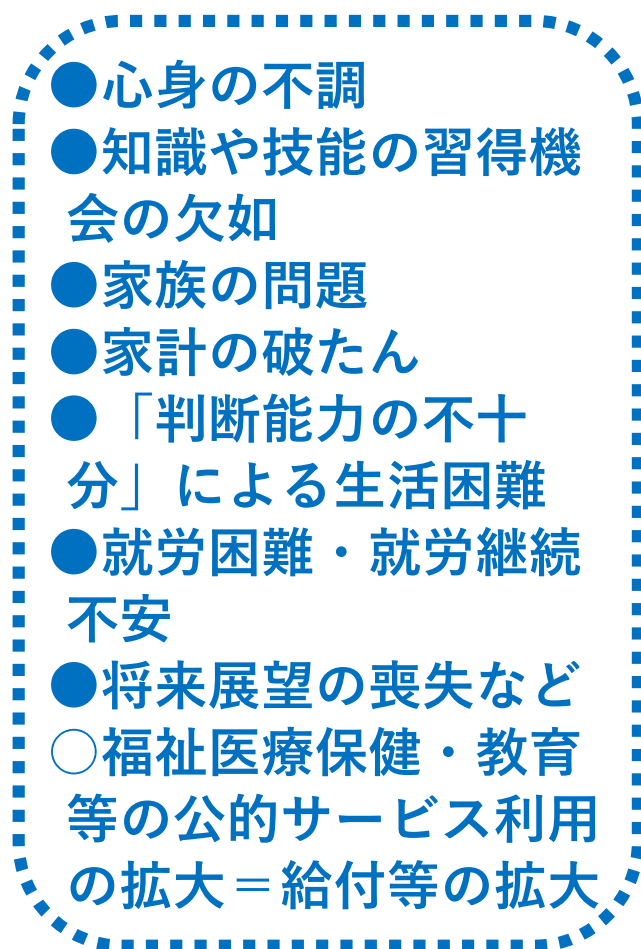 ●心身の不調
●知識や技能の習得機
会の欠如
●家族の問題
●家計の破たん
●「判断能力の不十
分」による生活困難
●就労困難・就労継続
不安
●将来展望の喪失など
○福祉医療保健・教育
等の公的サービス利用
の拡大＝給付等の拡大